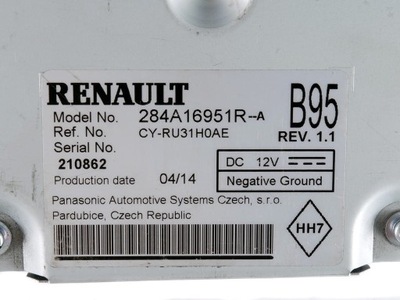 RENAULT
Model No. 284A16951R--A
Ref. No. CY-RU31H0AE
Serial No.
210862
Production date 04/14
Panasonic Automotive Systems Czech, s.r.o.
Pardubice, Czech Republic
B95
REV. 1.1
DC 12V
Negative Ground
HH7